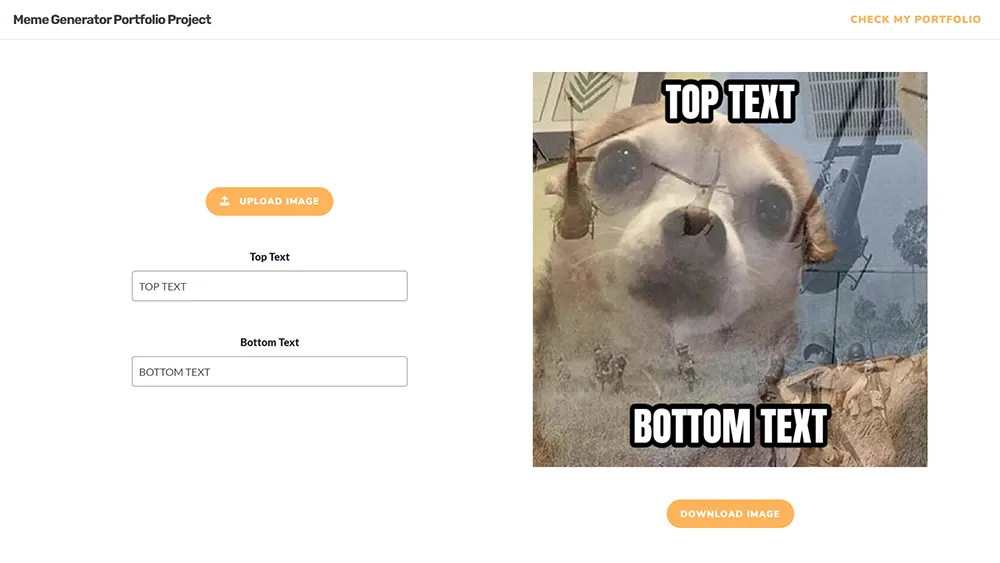 Meme Generator Portfolio Project
CHECK MY PORTFOLIO
UPLOAD IMAGE
Top Text
TOP TEXT
Bottom Text
BOTTOM TEXT
TOP TEXT
BOTTOM TEXT
DOWNLOAD IMAGE